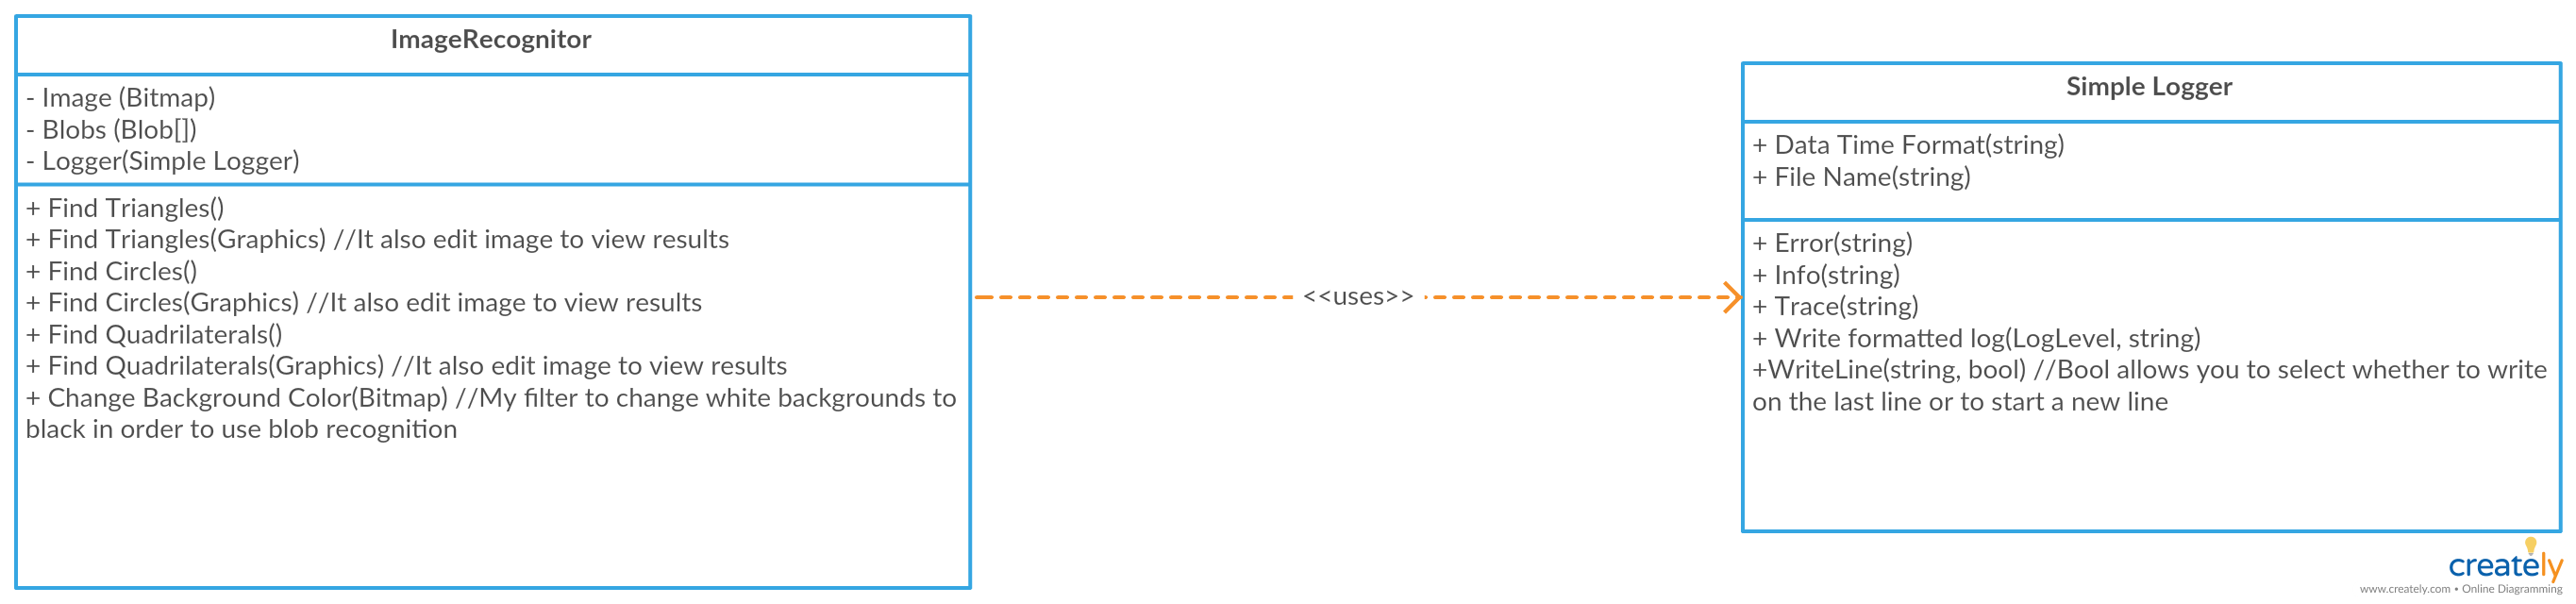 ImageRecognitor
- Image (Bitmap)
- Blobs (Blob[])
- Logger(Simple Logger)
+ Find Triangles()
+ Find Triangles(Graphics) //It also edit image to view results
+ Find Circles()
+ Find Circles(Graphics) //It also edit image to view results
+ Find Quadrilaterals()
+ Find Quadrilaterals(Graphics) //It also edit image to view results
+ Change Background Color(Bitmap) //My filter to change white backgrounds to
black in order to use blob recognition
<<uses>>
Simple Logger
+ Data Time Format(string)
+ File Name(string)
+ Error(string)
+ Info(string)
+ Trace(string)
+ Write formatted log(LogLevel, string)
+WriteLine(string, bool) //Bool allows you to select whether to write
on the last line or to start a new line
creately
www.creately.com • Online Diagramming